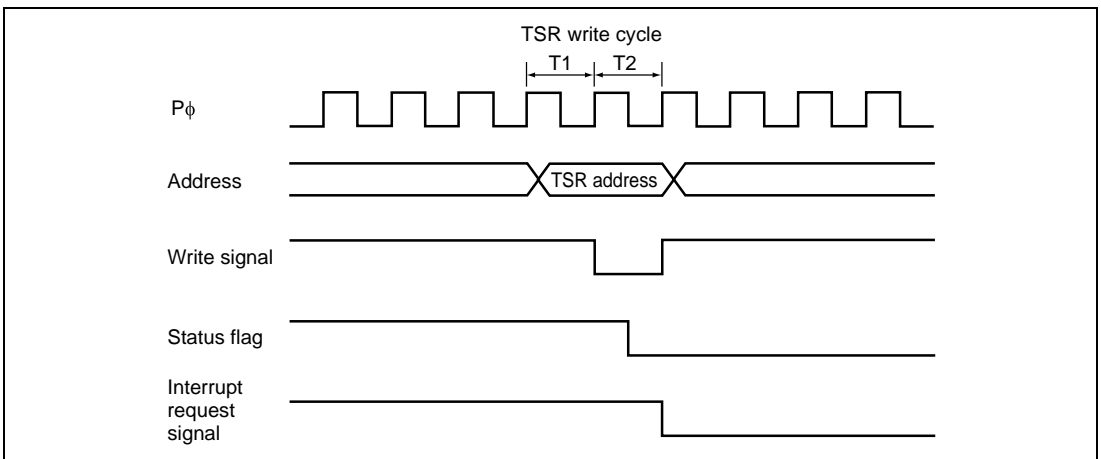 TSR write cycle
T1 T2
Pϕ
Address
TSR address
Write signal
Status flag
Interrupt
request
signal